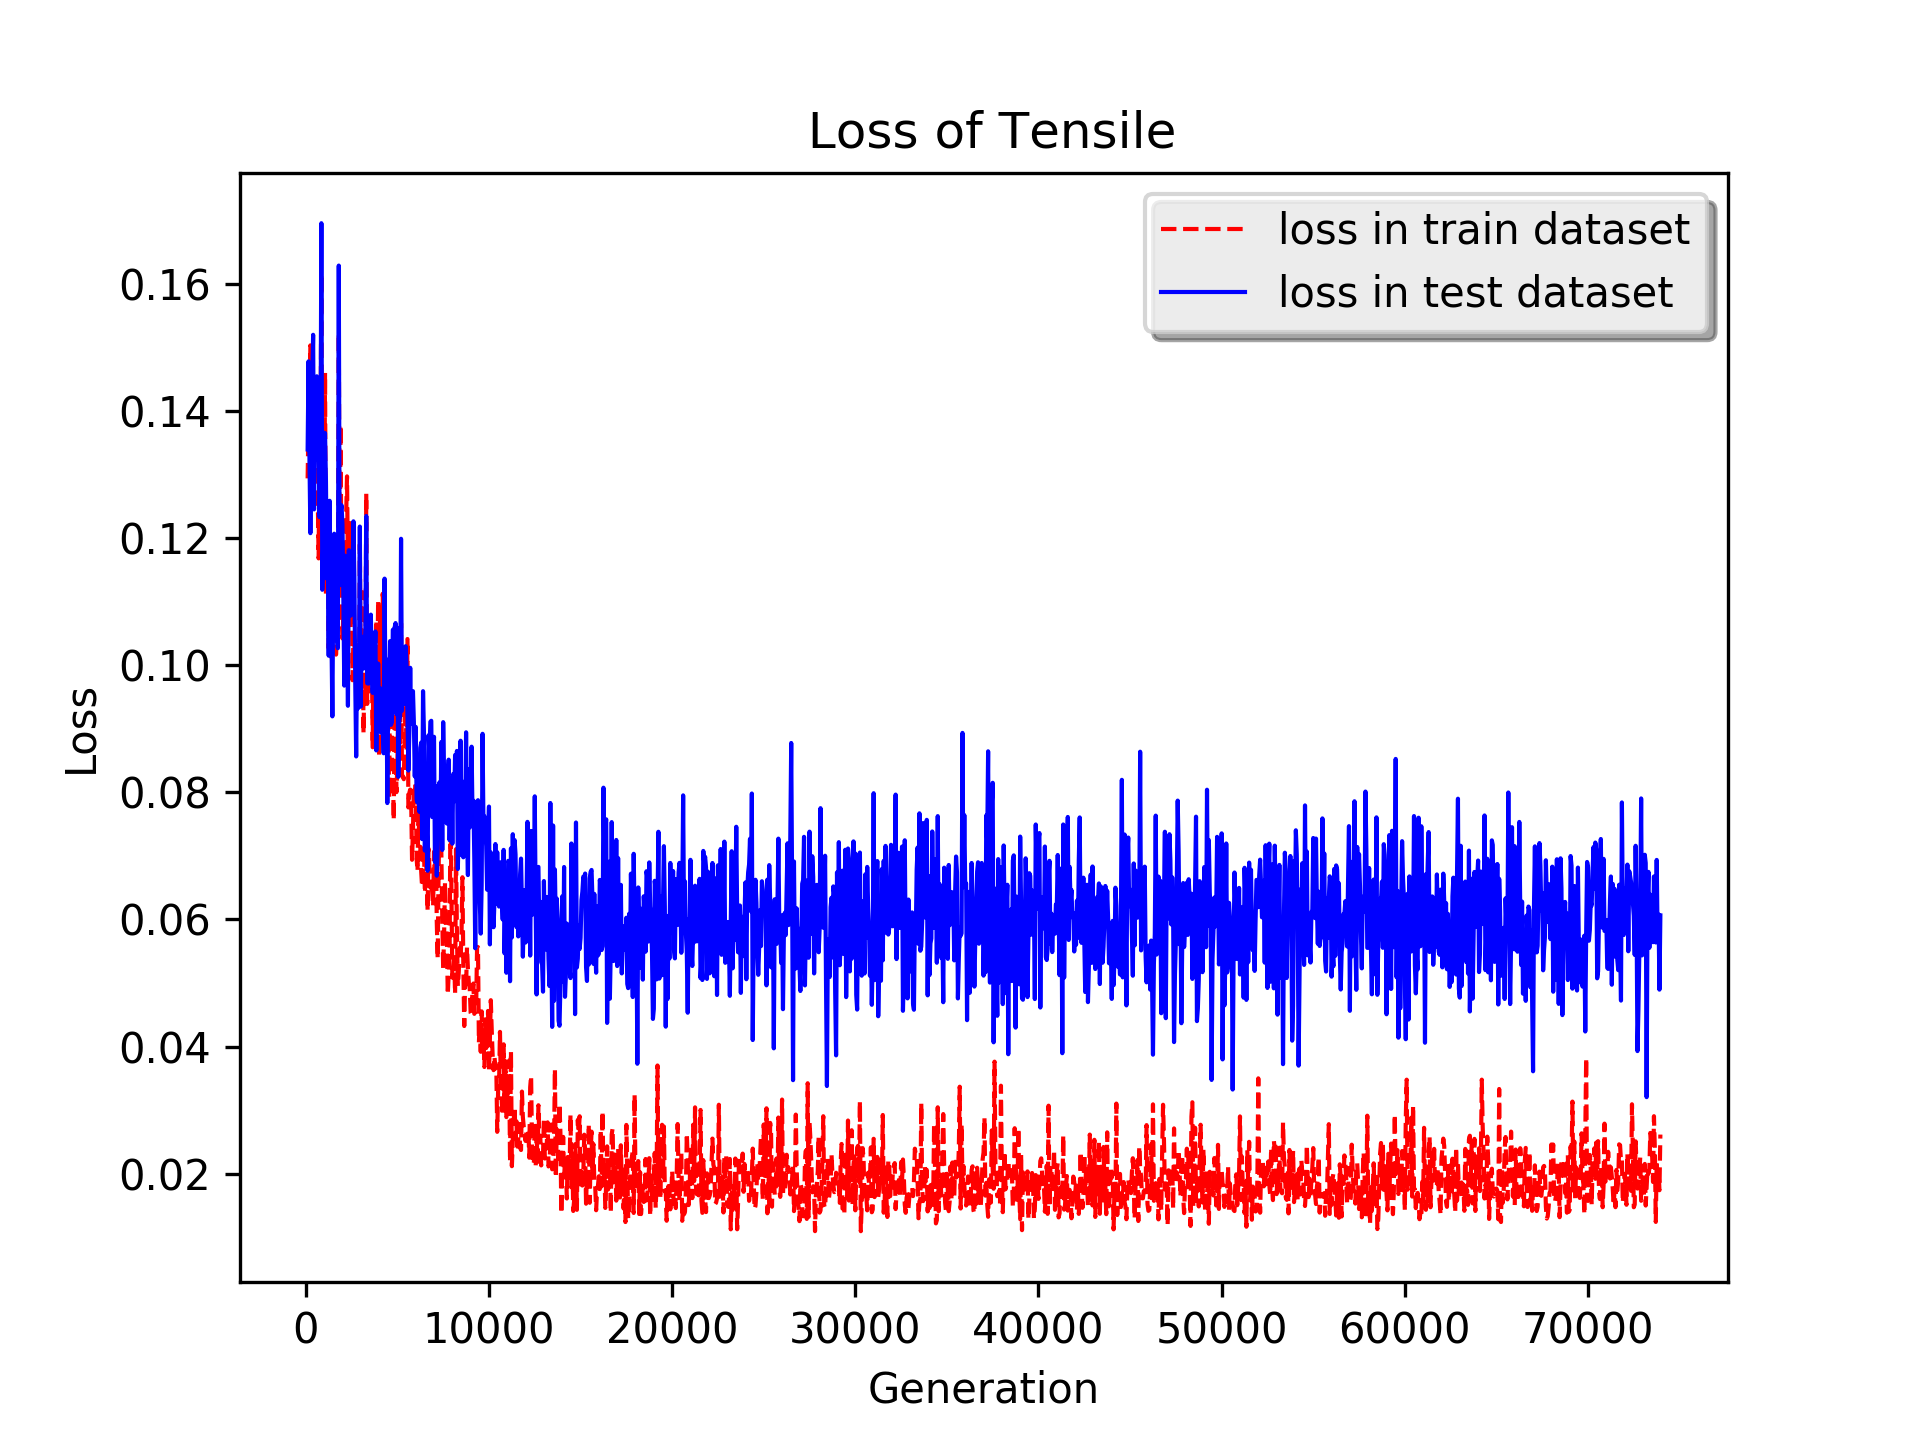 Loss of Tensile
loss in train dataset
loss in test dataset
0.16
0.14
0.12
0.10
0.08
0.06
0.04
0.02
Loss
0 10000 20000 30000 40000 50000 60000 70000
Generation